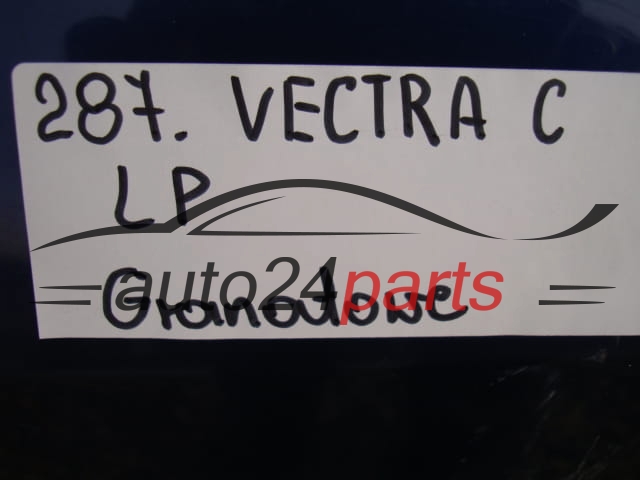 287. VECTRA C
LP
auto24parts
Granatowe